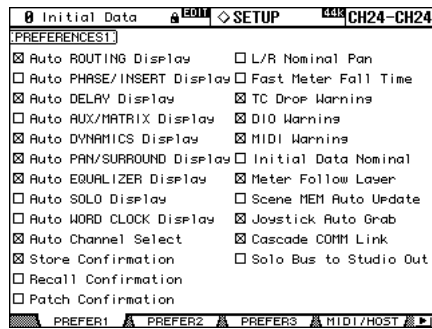 0 Initial Data EDIT ◇SETUP 44k CH24-CH24
PREFERENCES1
☒ Auto ROUTING Display
☐ Auto PHASE/INSERT Display
☒ Auto DELAY Display
☐ Auto AUX/MATRIX Display
☒ Auto DYNAMICS Display
☒ Auto PAN/SURROUND Display
☒ Auto EQUALIZER Display
☐ Auto SOLO Display
☐ Auto WORD CLOCK Display
☒ Auto Channel Select
☒ Store Confirmation
☐ Recall Confirmation
☐ Patch Confirmation
☐ L/R Nominal Pan
☐ Fast Meter Fall Time
☒ TC Drop Warning
☒ DIO Warning
☒ MIDI Warning
☐ Initial Data Nominal
☒ Meter Follow Layer
☐ Scene MEM Auto Update
☒ Joystick Auto Grab
☒ Cascade COMM Link
☐ Solo Bus to Studio Out
PREFER1 PREFER2 PREFER3 MIDI/HOST